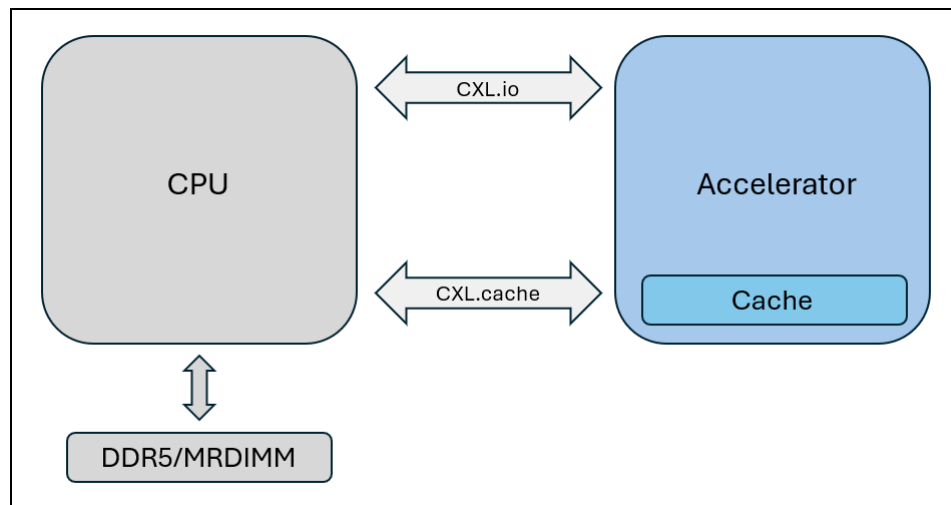 CXL.io
CPU
Accelerator
CXL.cache
Cache
DDR5/MRDIMM